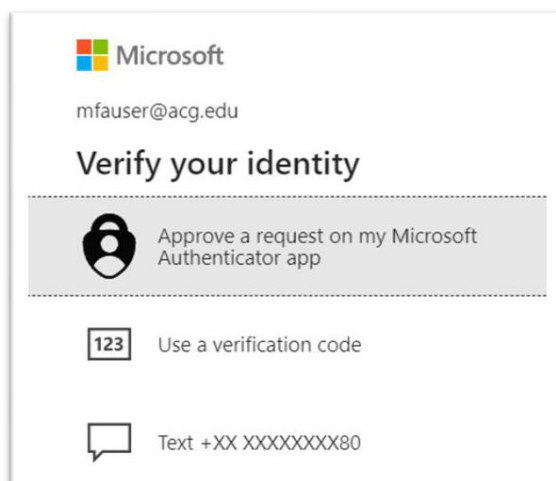 Microsoft
mfauser@acg.edu
Verify your identity
Approve a request on my Microsoft
Authenticator app
123
Use a verification code
Text +XX XXXXXXXX80